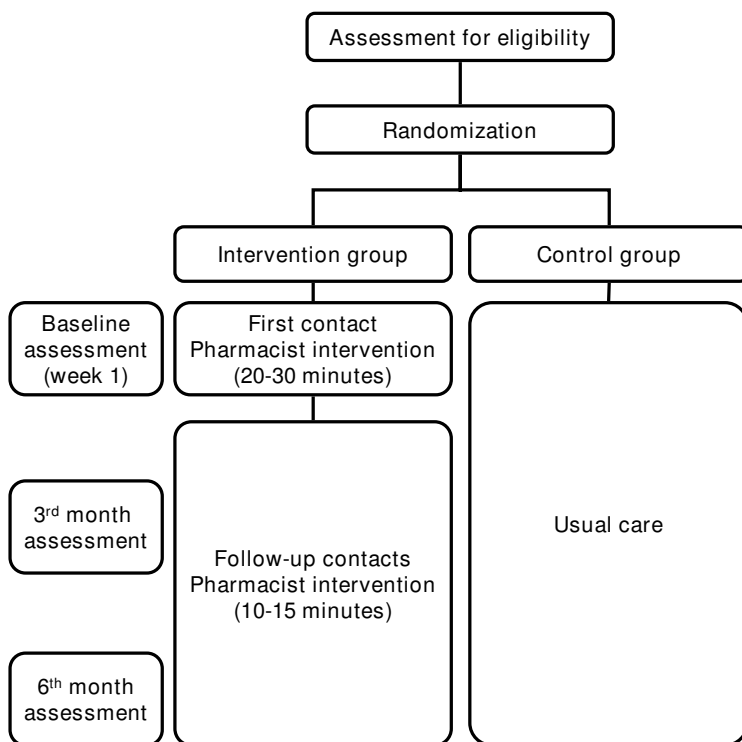 Assessment for eligibility
Randomization
Intervention group
Control group
Baseline
assessment
(week 1)
First contact
Pharmacist intervention
(20-30 minutes)
3rd month
assessment
Usual care
Follow-up contacts
Pharmacist intervention
(10-15 minutes)
6th month
assessment